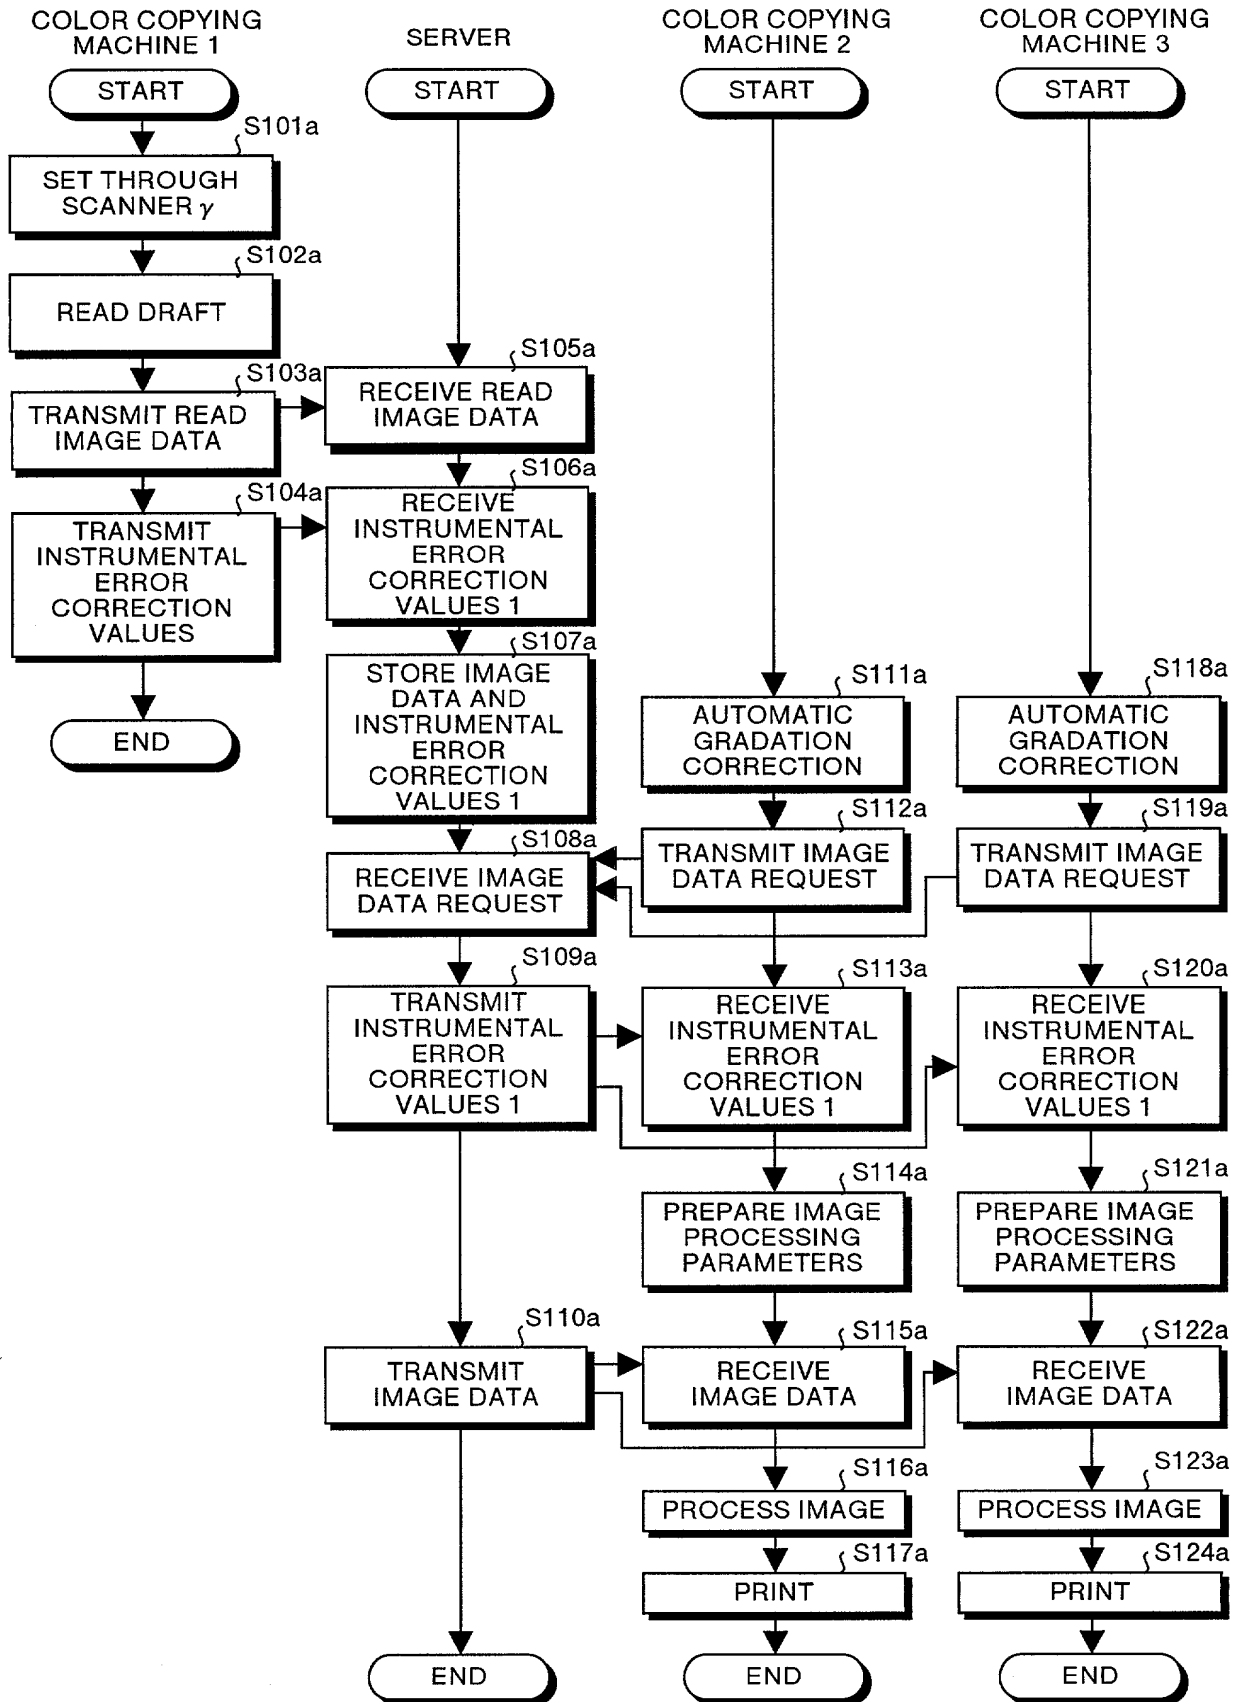 COLOR COPYING
MACHINE 1
START
S101a
SET THROUGH
SCANNER γ
S102a
READ DRAFT
S103a
TRANSMIT READ
IMAGE DATA
S104a
TRANSMIT
INSTRUMENTAL
ERROR
CORRECTION
VALUES
END
SERVER
START
S105a
RECEIVE READ
IMAGE DATA
S106a
RECEIVE
INSTRUMENTAL
ERROR
CORRECTION
VALUES 1
S107a
STORE IMAGE
DATA AND
INSTRUMENTAL
ERROR
CORRECTION
VALUES 1
S108a
RECEIVE IMAGE
DATA REQUEST
S109a
TRANSMIT
INSTRUMENTAL
ERROR
CORRECTION
VALUES 1
S110a
TRANSMIT
IMAGE DATA
END
COLOR COPYING
MACHINE 2
START
S111a
AUTOMATIC
GRADATION
CORRECTION
S112a
TRANSMIT IMAGE
DATA REQUEST
S113a
RECEIVE
INSTRUMENTAL
ERROR
CORRECTION
VALUES 1
S114a
PREPARE IMAGE
PROCESSING
PARAMETERS
S115a
RECEIVE
IMAGE DATA
S116a
PROCESS IMAGE
S117a
PRINT
END
COLOR COPYING
MACHINE 3
START
S118a
AUTOMATIC
GRADATION
CORRECTION
S119a
TRANSMIT IMAGE
DATA REQUEST
S120a
RECEIVE
INSTRUMENTAL
ERROR
CORRECTION
VALUES 1
S121a
PREPARE IMAGE
PROCESSING
PARAMETERS
S122a
RECEIVE
IMAGE DATA
S123a
PROCESS IMAGE
S124a
PRINT
END